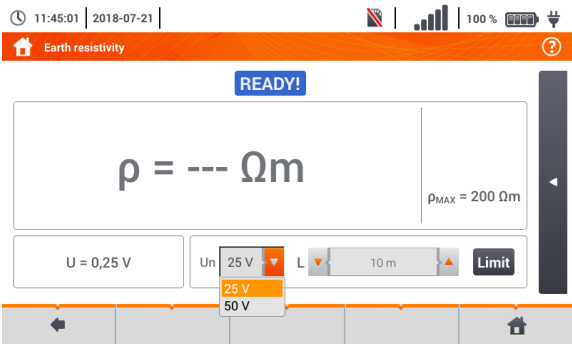 11:45:01 2018-07-21 100 %
Earth resistivity ?
READY!
ρ = --- Ωm
ρMAX = 200 Ωm
U = 0,25 V Un 25 V L 10 m Limit
25 V
50 V